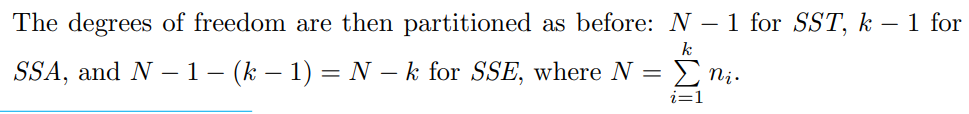 The degrees of freedom are then partitioned as before: N − 1 for SST, k − 1 for
SSA, and N − 1 − (k − 1) = N − k for SSE, where N = \sum_{i=1}^{k} n_i.